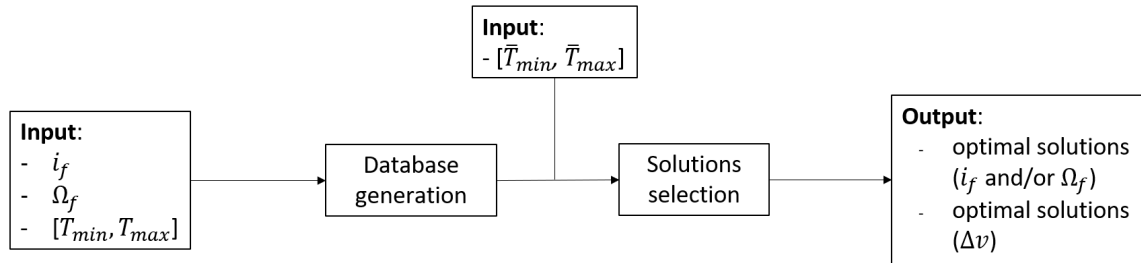 Input:
- [T̄_min, T̄_max]
Input:
- i_f
- Ω_f
- [T_min, T_max]
Database
generation
Solutions
selection
Output:
- optimal solutions
(i_f and/or Ω_f)
- optimal solutions
(Δv)